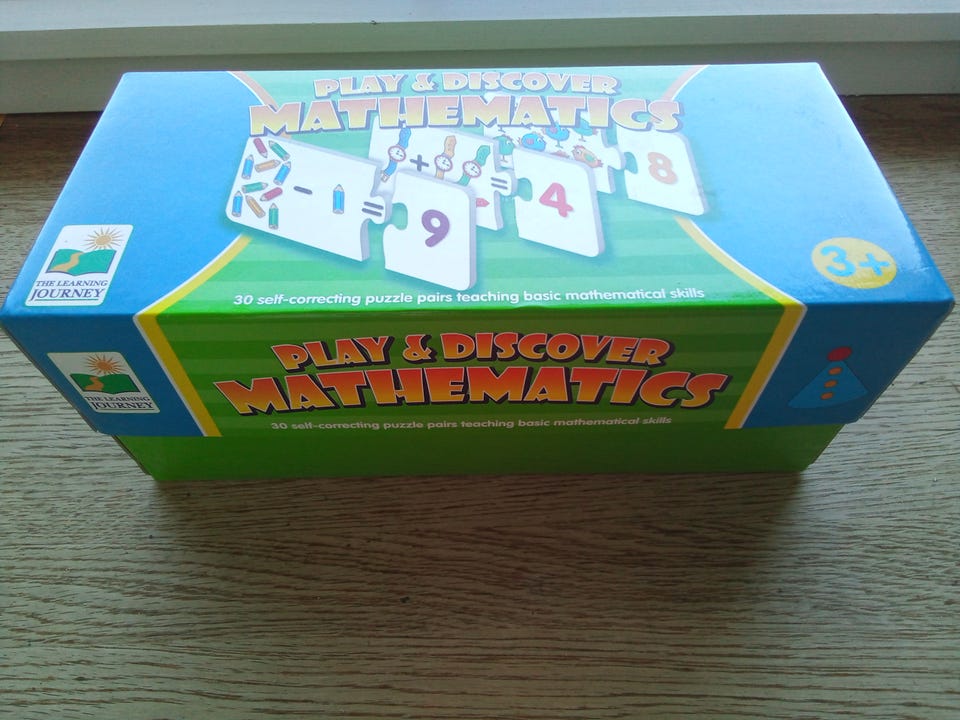 PLAY & DISCOVER
MATHEMATICS
- = 9
+ = 4
8
30 self-correcting puzzle pairs teaching basic mathematical skills
THE LEARNING
JOURNEY
3+
PLAY & DISCOVER
MATHEMATICS
30 self-correcting puzzle pairs teaching basic mathematical skills
THE LEARNING
JOURNEY